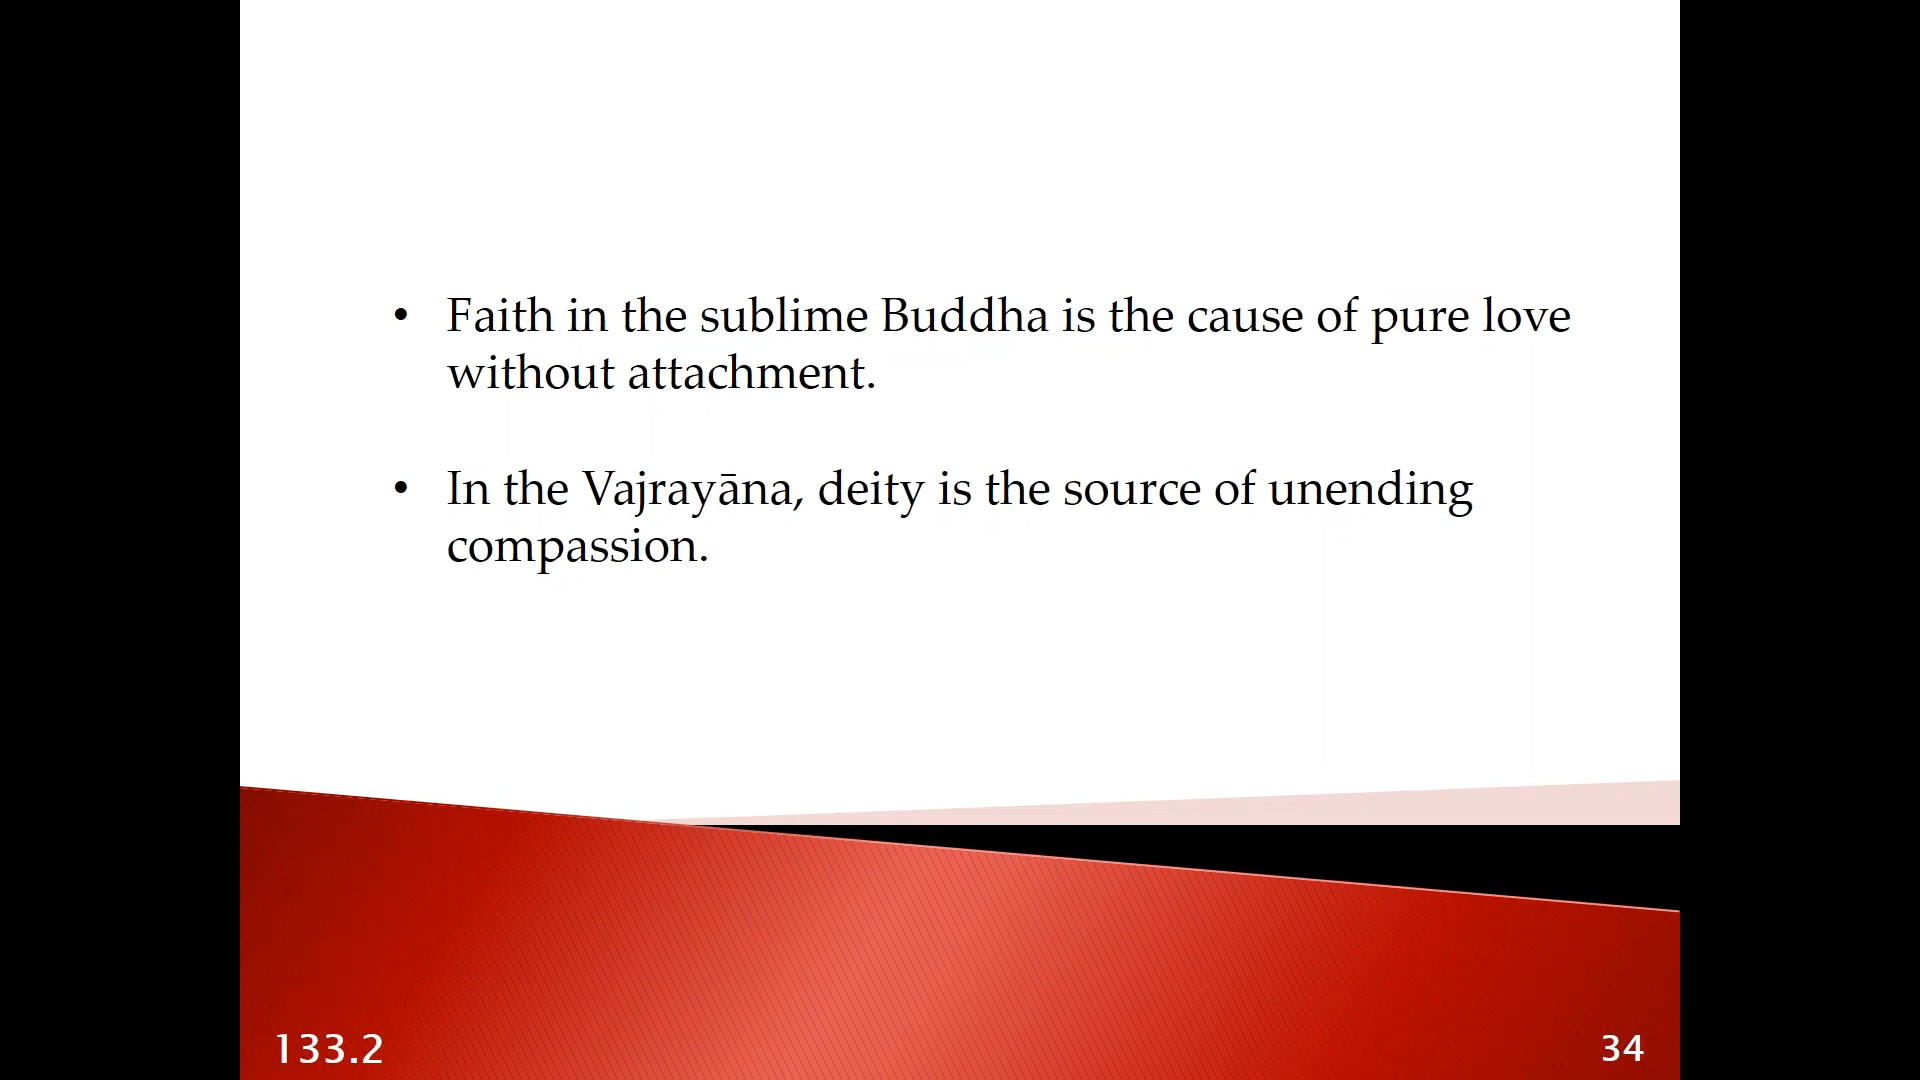 • Faith in the sublime Buddha is the cause of pure love
without attachment.
• In the Vajrayāna, deity is the source of unending
compassion.
133.2
34